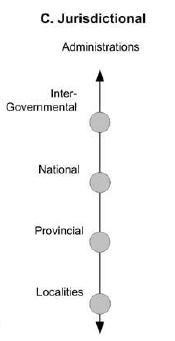 C. Jurisdictional
Administrations
Inter-
Governmental
National
Provincial
Localities